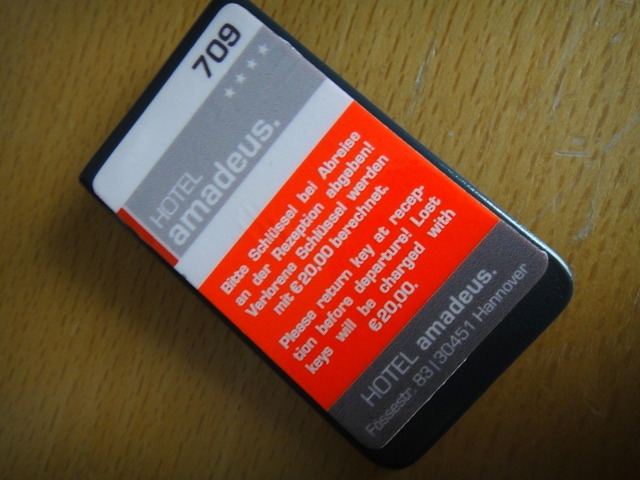 709
HOTEL
amadeus.
Bitte Schlüssel bei Abreise
an der Rezeption abgeben!
Verlorene Schlüssel werden
mit €20,00 berechnet.
Please return key at recep-
tion before departure! Lost
keys will be charged with
€20,00.
HOTEL amadeus.
Fössestr. 83|30451 Hannover